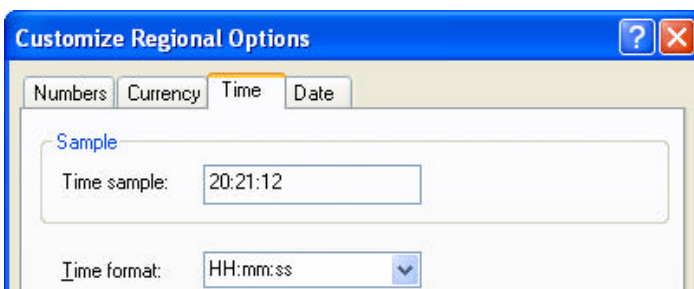 Customize Regional Options
Numbers Currency Time Date
Sample
Time sample: 20:21:12
Time format: HH:mm:ss